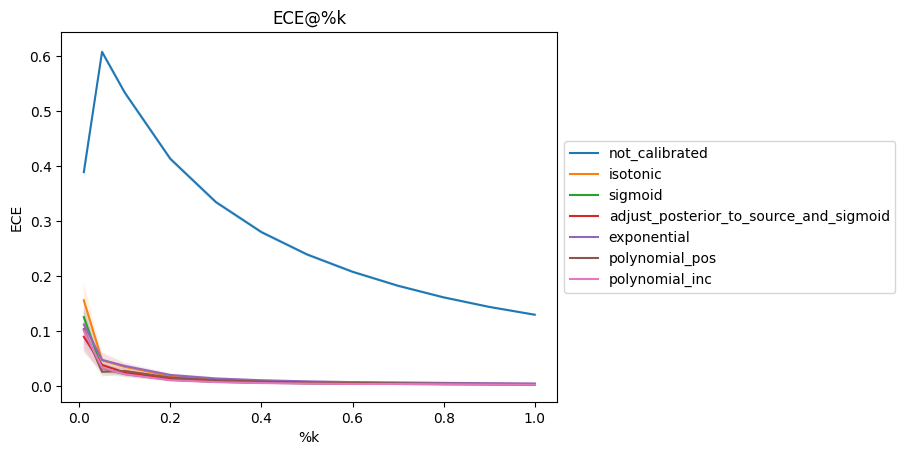 ECE@%k
ECE
0.6
0.5
0.4
0.3
0.2
0.1
0.0
0.0 0.2 0.4 0.6 0.8 1.0
%k
not_calibrated
isotonic
sigmoid
adjust_posterior_to_source_and_sigmoid
exponential
polynomial_pos
polynomial_inc